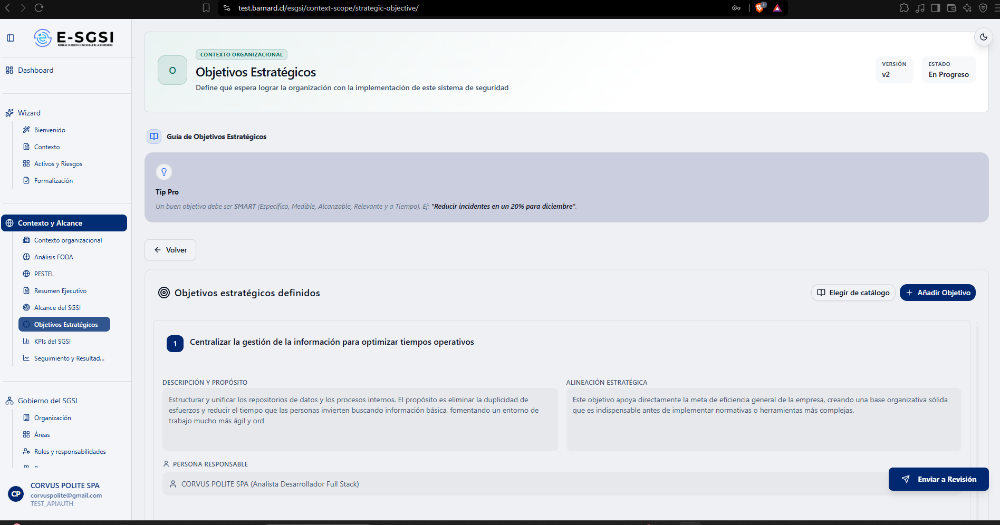 test.barnard.cl/esgsi/context-scope/strategic-objective/
1
E-SGSI
SISTEMAS DE GESTIÓN DE SEGURIDAD DE LA INFORMACIÓN
Dashboard
Wizard
Bienvenido
Contexto
Activos y Riesgos
Formalización
Contexto y Alcance
Contexto organizacional
Análisis FODA
PESTEL
Resumen Ejecutivo
Alcance del SGSI
Objetivos Estratégicos
KPIs del SGSI
Seguimiento y Resultad...
Gobierno del SGSI
Organización
Áreas
Roles y responsabilidades
CP
CORVUS POLITE SPA
corvuspolite@gmail.com
TEST_APIAUTH
O
CONTEXTO ORGANIZACIONAL
Objetivos Estratégicos
Define qué espera lograr la organización con la implementación de este sistema de seguridad
VERSIÓN
v2
ESTADO
En Progreso
Guía de Objetivos Estratégicos
Tip Pro
Un buen objetivo debe ser SMART (Específico, Medible, Alcanzable, Relevante y a Tiempo). Ej: "Reducir incidentes en un 20% para diciembre".
Volver
Objetivos estratégicos definidos
Elegir de catálogo
Añadir Objetivo
1
Centralizar la gestión de la información para optimizar tiempos operativos
DESCRIPCIÓN Y PROPÓSITO
Estructurar y unificar los repositorios de datos y los procesos internos. El propósito es eliminar la duplicidad de
esfuerzos y reducir el tiempo que las personas invierten buscando información básica, fomentando un entorno de
trabajo mucho más ágil y ord
ALINEACIÓN ESTRATÉGICA
Este objetivo apoya directamente la meta de eficiencia general de la empresa, creando una base organizativa sólida
que es indispensable antes de implementar normativas o herramientas más complejas.
PERSONA RESPONSABLE
CORVUS POLITE SPA (Analista Desarrollador Full Stack)
Enviar a Revisión